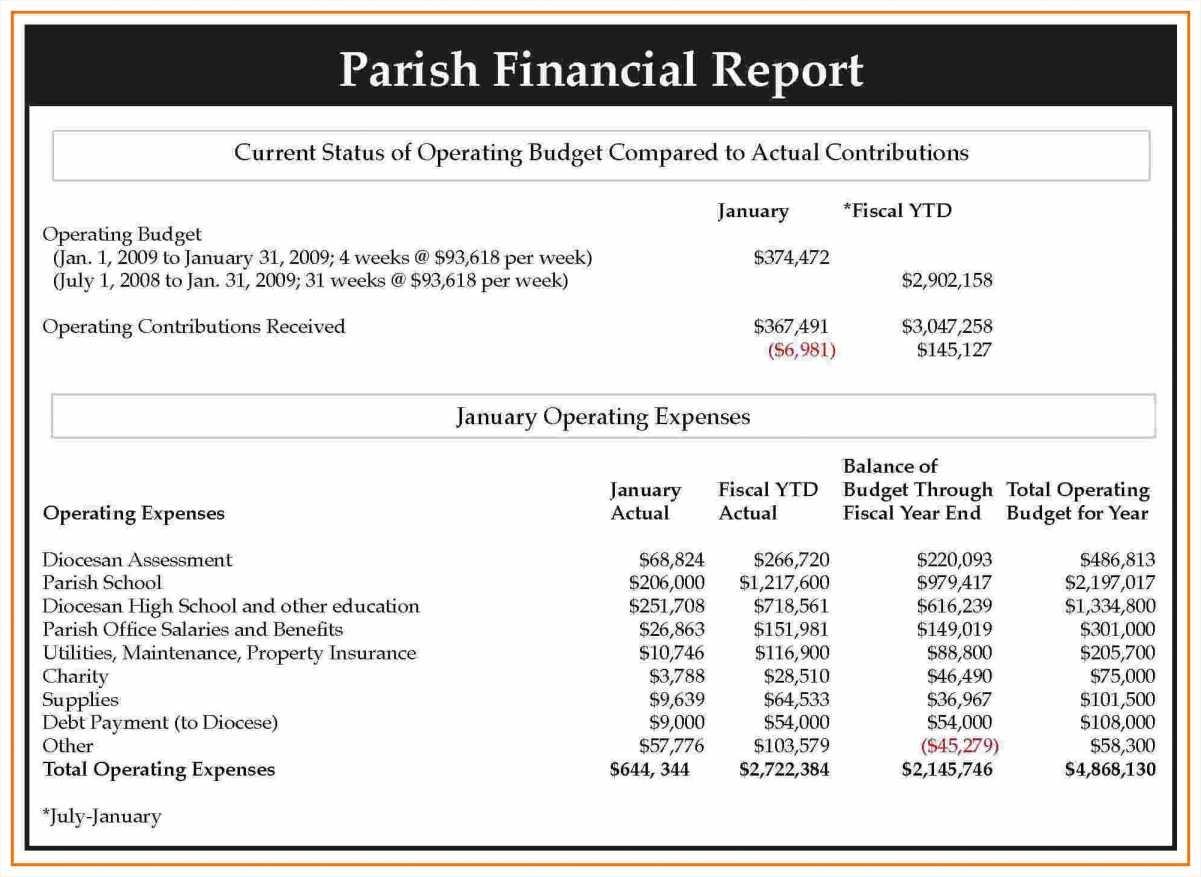 Parish Financial Report
Current Status of Operating Budget Compared to Actual Contributions
January *Fiscal YTD
Operating Budget
(Jan. 1, 2009 to January 31, 2009; 4 weeks @ $93,618 per week) $374,472
(July 1, 2008 to Jan. 31, 2009; 31 weeks @ $93,618 per week) $2,902,158
Operating Contributions Received $367,491 $3,047,258
($6,981) $145,127
January Operating Expenses
Balance of
January Fiscal YTD Budget Through Total Operating
Operating Expenses Actual Actual Fiscal Year End Budget for Year
Diocesan Assessment $68,824 $266,720 $220,093 $486,813
Parish School $206,000 $1,217,600 $979,417 $2,197,017
Diocesan High School and other education $251,708 $718,561 $616,239 $1,334,800
Parish Office Salaries and Benefits $26,863 $151,981 $149,019 $301,000
Utilities, Maintenance, Property Insurance $10,746 $116,900 $88,800 $205,700
Charity $3,788 $28,510 $46,490 $75,000
Supplies $9,639 $64,533 $36,967 $101,500
Debt Payment (to Diocese) $9,000 $54,000 $54,000 $108,000
Other $57,776 $103,579 ($45,279) $58,300
Total Operating Expenses $644, 344 $2,722,384 $2,145,746 $4,868,130
*July-January